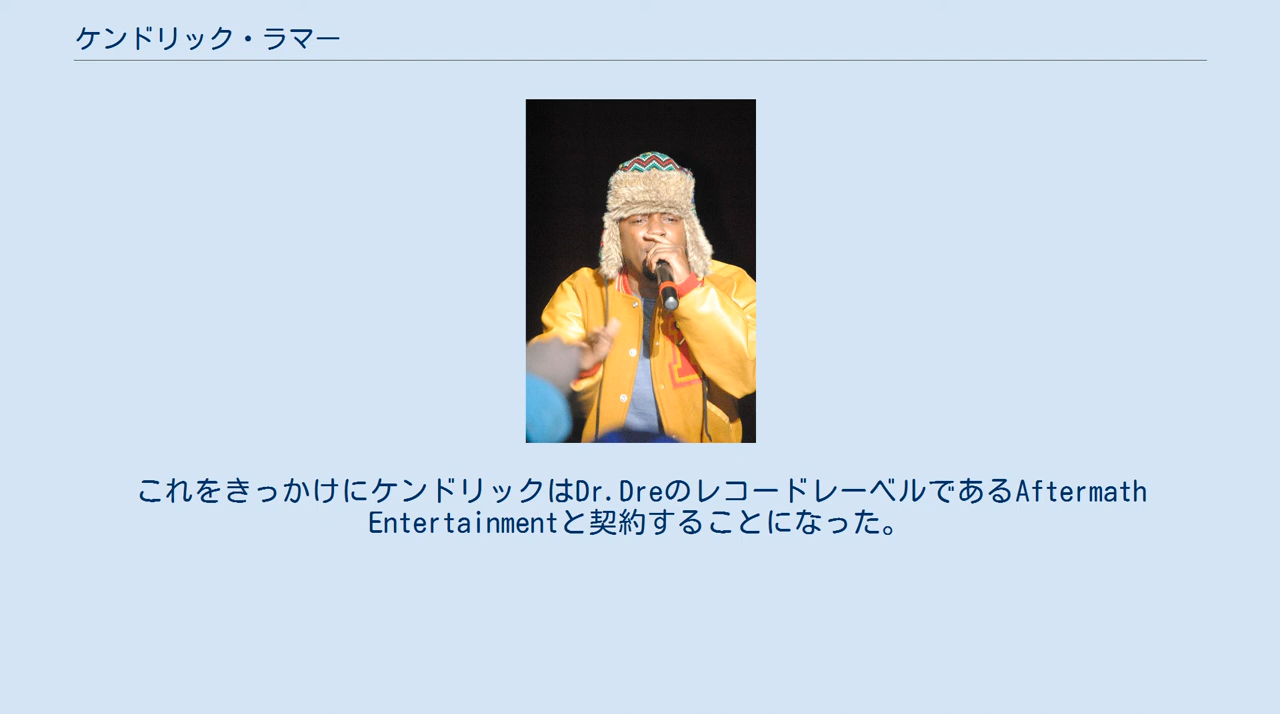 ケンドリック・ラマー
これをきっかけにケンドリックはDr.DreのレコードレーベルであるAftermath
Entertainmentと契約することになった。